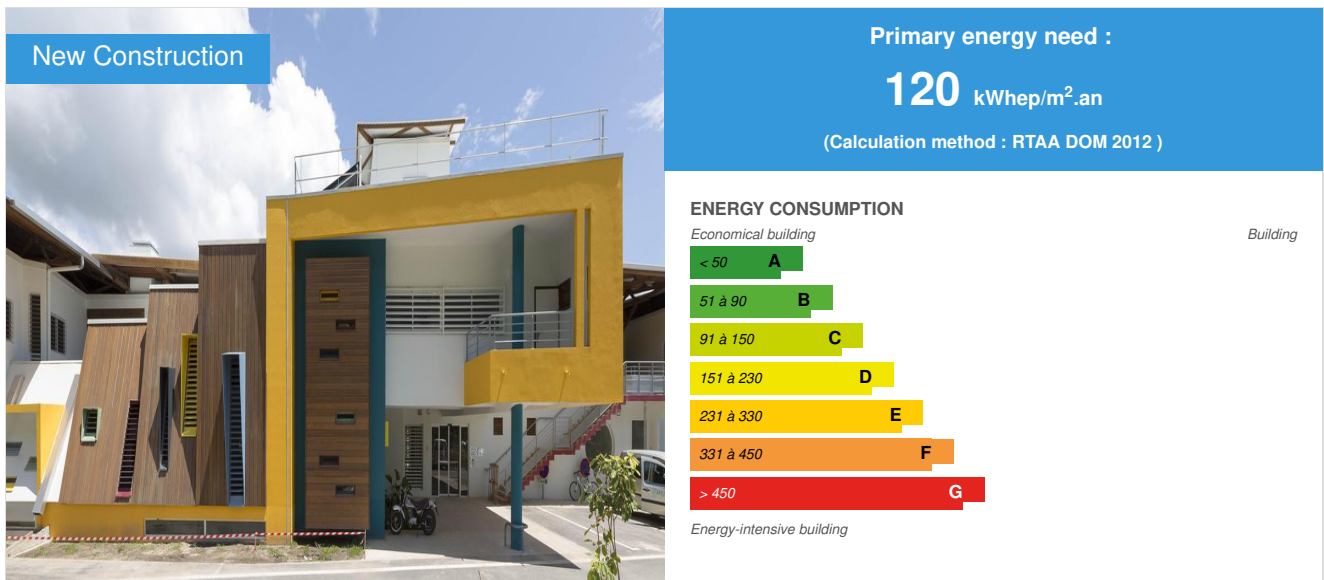 New Construction
Primary energy need :
120 kWhep/m².an
(Calculation method : RTAA DOM 2012 )
ENERGY CONSUMPTION
Economical building
Building
< 50 A
51 à 90 B
91 à 150 C
151 à 230 D
231 à 330 E
331 à 450 F
> 450 G
Energy-intensive building